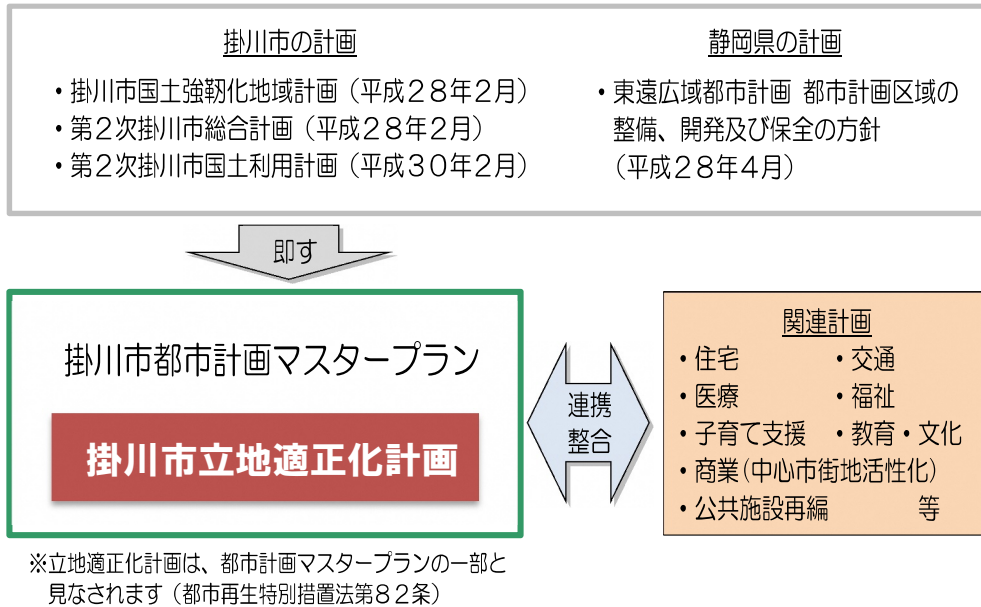 掛川市の計画
・掛川市国土強靭化地域計画（平成２８年２月）
・第２次掛川市総合計画（平成２８年２月）
・第２次掛川市国土利用計画（平成３０年２月）
静岡県の計画
・東遠広域都市計画 都市計画区域の
整備、開発及び保全の方針
（平成２８年４月）
即す
掛川市都市計画マスタープラン
掛川市立地適正化計画
連携
整合
関連計画
・住宅 ・交通
・医療 ・福祉
・子育て支援 ・教育・文化
・商業(中心市街地活性化)
・公共施設再編 等
※立地適正化計画は、都市計画マスタープランの一部と
見なされます（都市再生特別措置法第８２条）